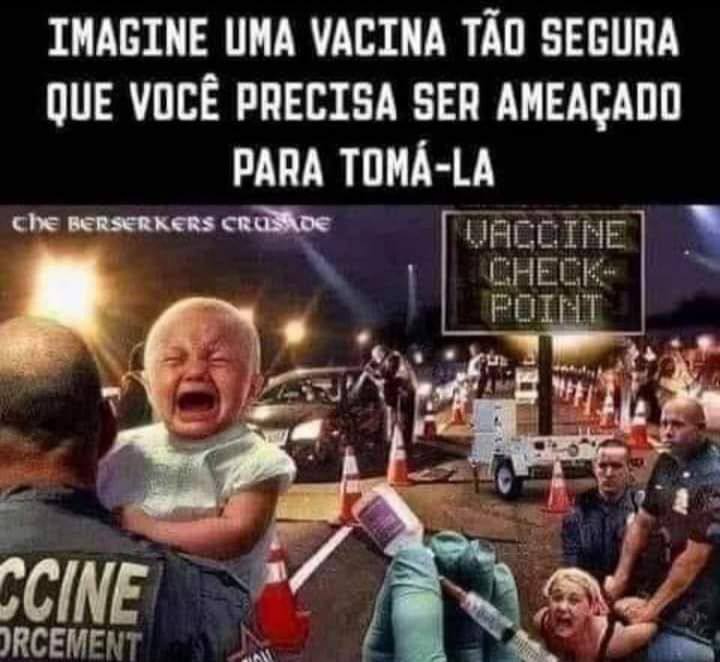 IMAGINE UMA VACINA TÃO SEGURA
QUE VOCÊ PRECISA SER AMEAÇADO
PARA TOMÁ-LA
The BERSERKERS CRUSADE
VACCINE
CHECK-
POINT
CCINE
ORCEMENT